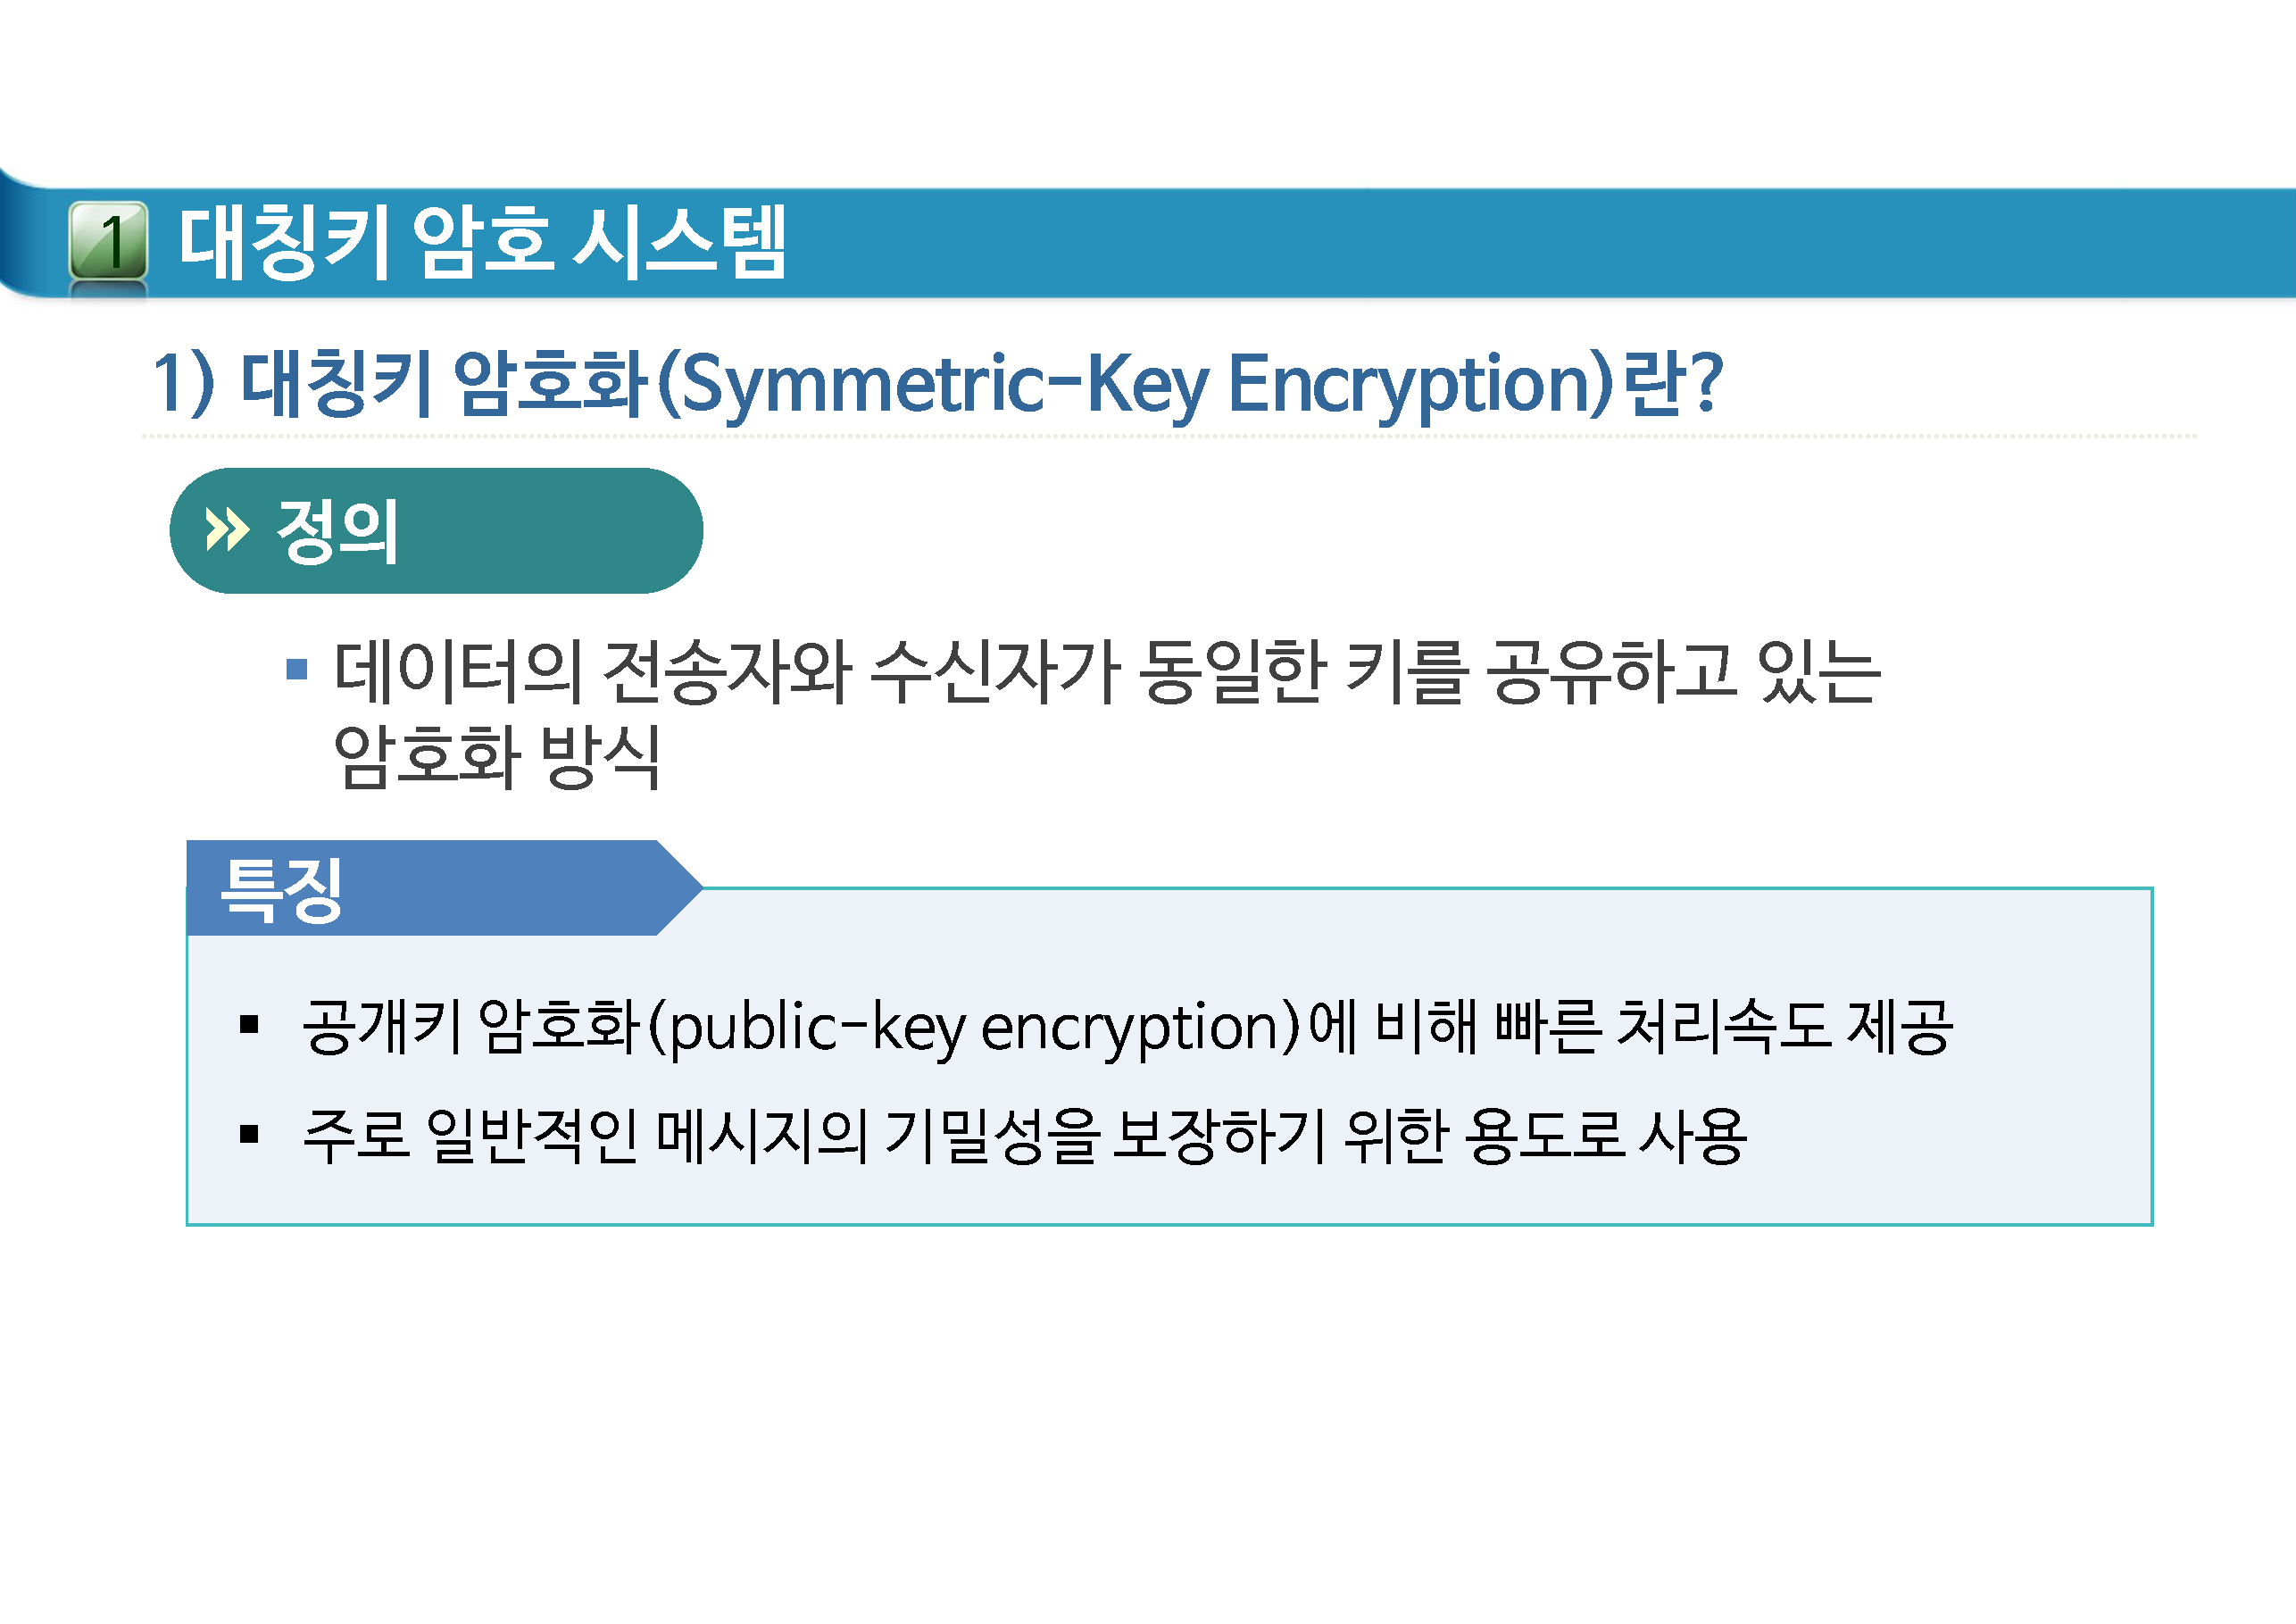 1 대칭키 암호 시스템
1) 대칭키 암호화(Symmetric-Key Encryption)란?
» 정의
▪ 데이터의 전송자와 수신자가 동일한 키를 공유하고 있는
암호화 방식
특징
▪ 공개키 암호화(public-key encryption)에 비해 빠른 처리속도 제공
▪ 주로 일반적인 메시지의 기밀성을 보장하기 위한 용도로 사용